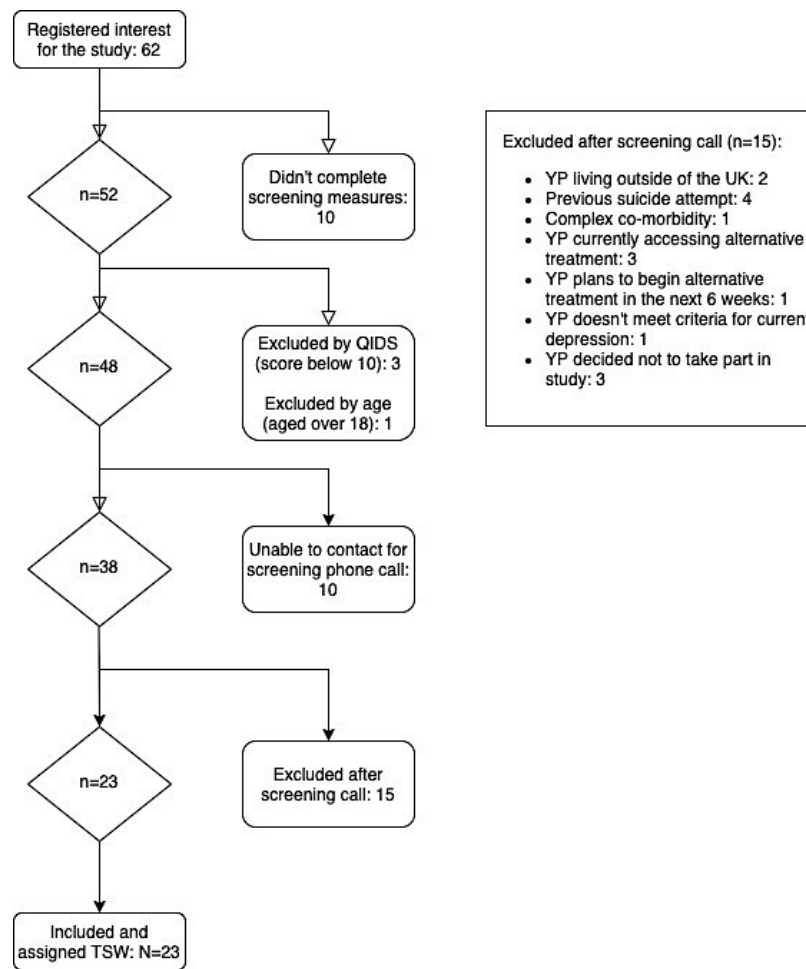 Registered interest
for the study: 62
n=52
Didn't complete
screening measures:
10
n=48
Excluded by QIDS
(score below 10): 3
Excluded by age
(aged over 18): 1
n=38
Unable to contact for
screening phone call:
10
n=23
Excluded after
screening call: 15
Included and
assigned TSW: N=23
Excluded after screening call (n=15):
• YP living outside of the UK: 2
• Previous suicide attempt: 4
• Complex co-morbidity: 1
• YP currently accessing alternative
treatment: 3
• YP plans to begin alternative
treatment in the next 6 weeks: 1
• YP doesn't meet criteria for current
depression: 1
• YP decided not to take part in
study: 3